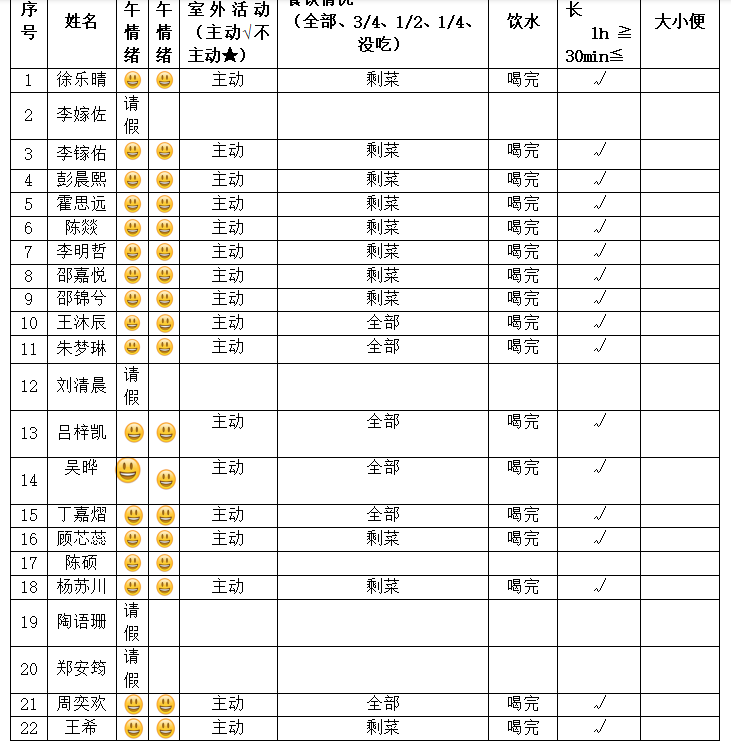 序号 姓名 午情绪 午情绪 室外活动(主动√不主动★) (全部、3/4、1/2、1/4、没吃) 饮水 长 1h ≧ 30min≦ 大小便
1 徐乐晴 😃 😃 主动 剩菜 喝完 √
2 李嫁佐 请假
3 李镓佑 😃 😃 主动 剩菜 喝完 √
4 彭晨熙 😃 😃 主动 剩菜 喝完 √
5 霍思远 😃 😃 主动 剩菜 喝完 √
6 陈燚 😃 😃 主动 剩菜 喝完 √
7 李明哲 😃 😃 主动 剩菜 喝完 √
8 邵嘉悦 😃 😃 主动 剩菜 喝完 √
9 邵锦兮 😃 😃 主动 剩菜 喝完 √
10 王沐辰 😃 😃 主动 全部 喝完 √
11 朱梦琳 😃 😃 主动 全部 喝完 √
12 刘清晨 请假
13 吕梓凯 😃 😃 主动 全部 喝完 √
14 吴晔 😃 😃 主动 全部 喝完 √
15 丁嘉熠 😃 😃 主动 全部 喝完 √
16 顾芯蕊 😃 😃 主动 剩菜 喝完 √
17 陈硕 😃 😃
18 杨苏川 😃 😃 主动 剩菜 喝完 √
19 陶语珊 请假
20 郑安筠 请假
21 周奕欢 😃 😃 主动 全部 喝完 √
22 王希 😃 😃 主动 剩菜 喝完 √